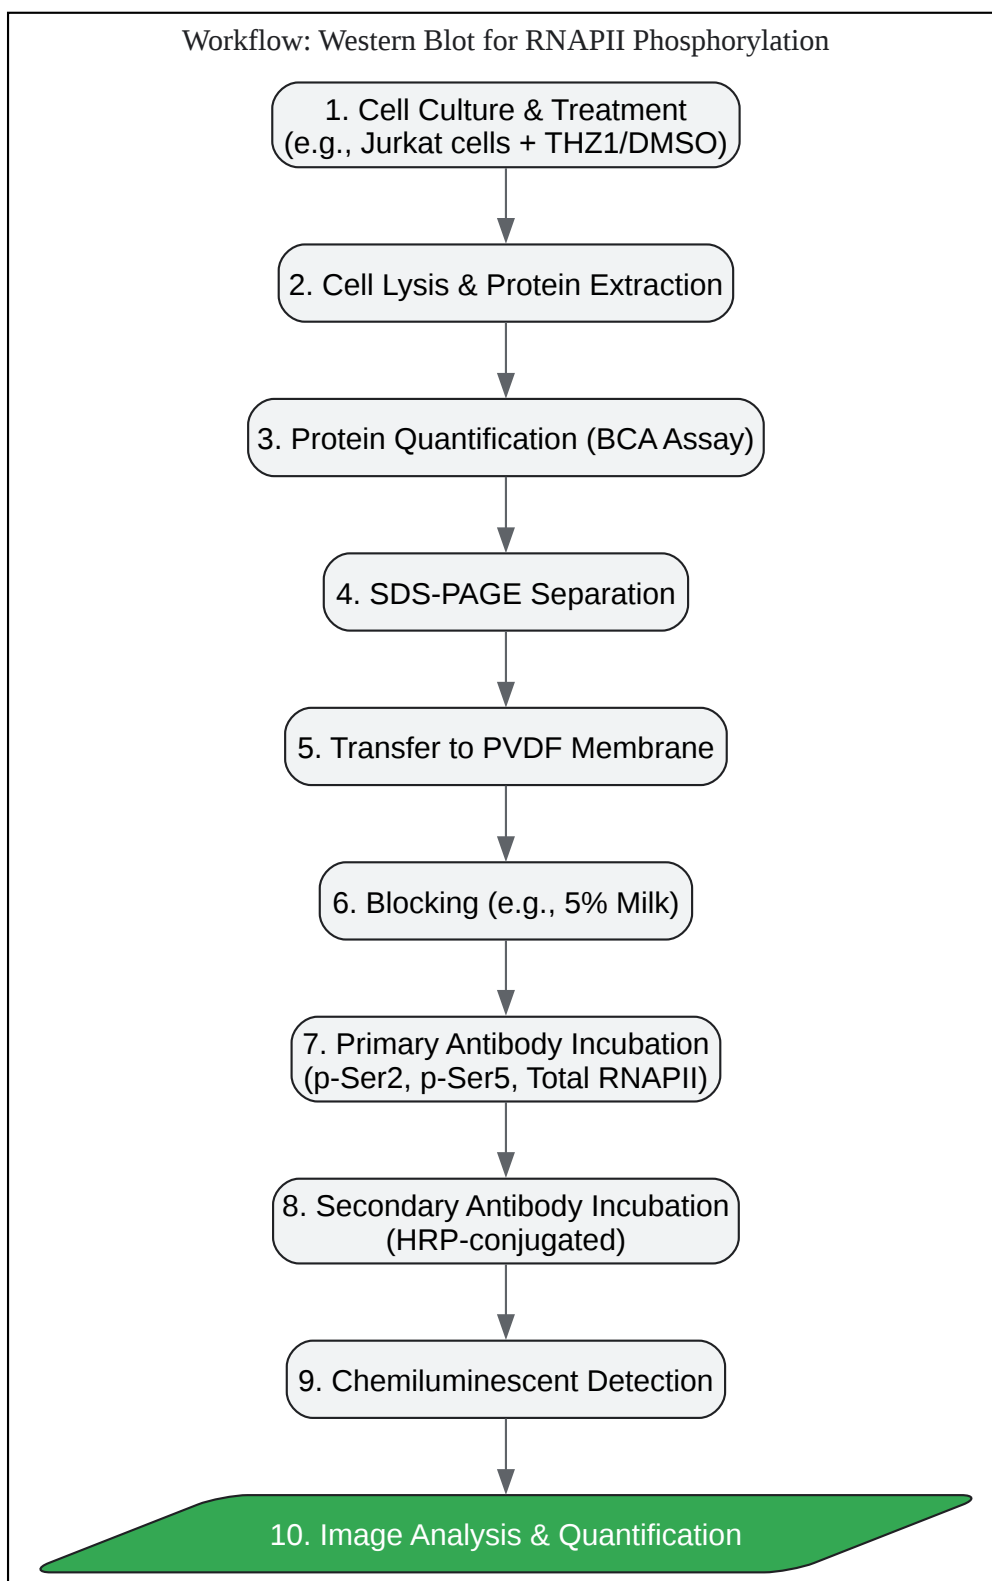 Workflow: Western Blot for RNAPII Phosphorylation
1. Cell Culture & Treatment
(e.g., Jurkat cells + THZ1/DMSO)
2. Cell Lysis & Protein Extraction
3. Protein Quantification (BCA Assay)
4. SDS-PAGE Separation
5. Transfer to PVDF Membrane
6. Blocking (e.g., 5% Milk)
7. Primary Antibody Incubation
(p-Ser2, p-Ser5, Total RNAPII)
8. Secondary Antibody Incubation
(HRP-conjugated)
9. Chemiluminescent Detection
10. Image Analysis & Quantification